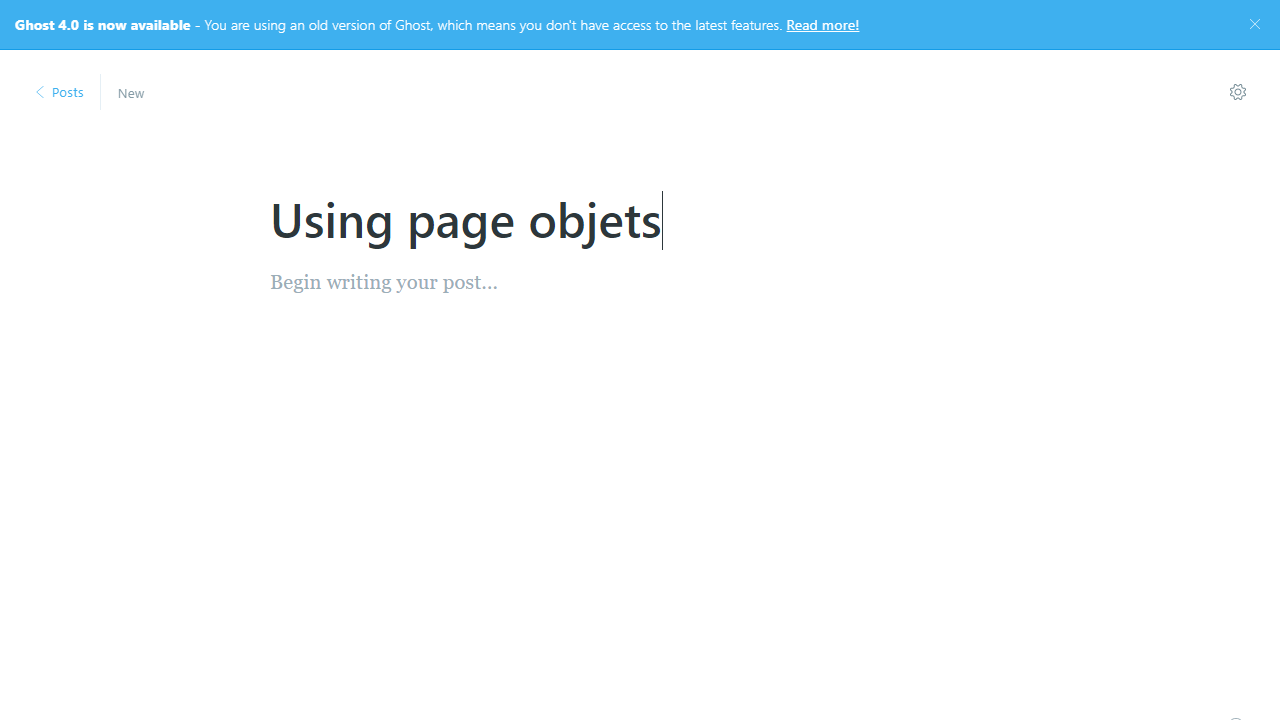 Ghost 4.0 is now available - You are using an old version of Ghost, which means you don't have access to the latest features. Read more!
Posts
New
Using page objets
Begin writing your post...